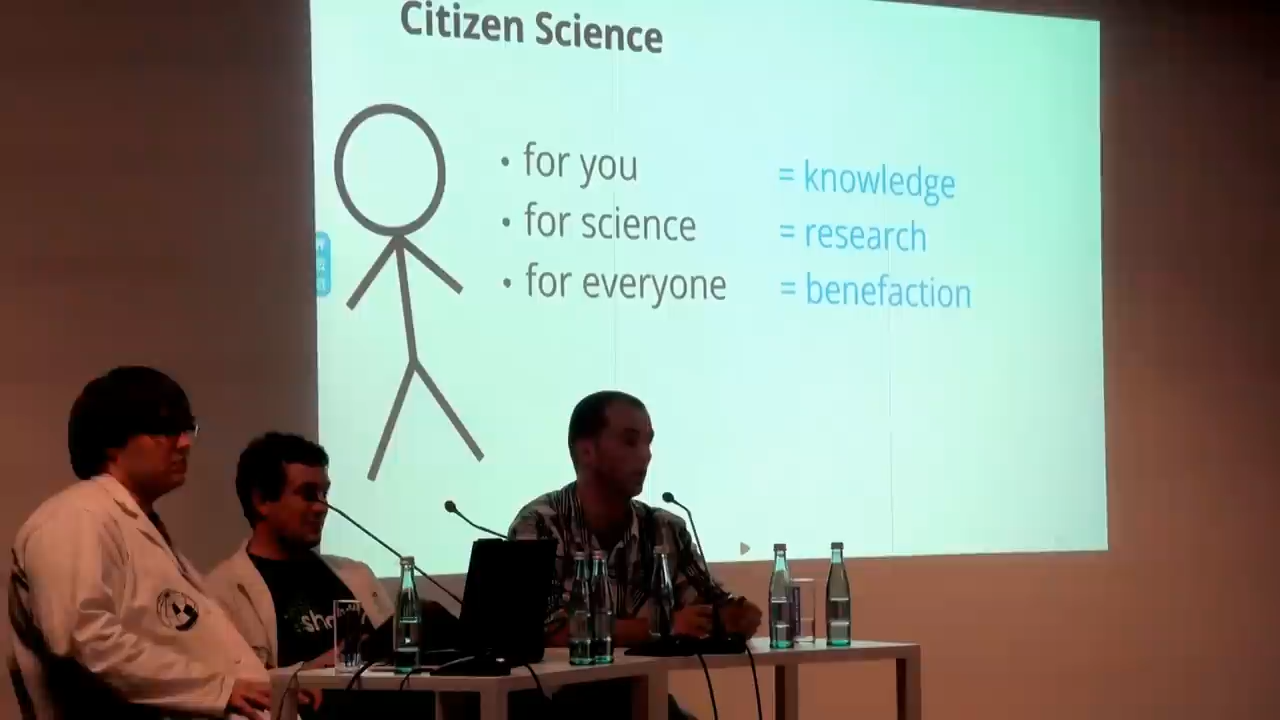 Citizen Science
• for you = knowledge
• for science = research
• for everyone = benefaction